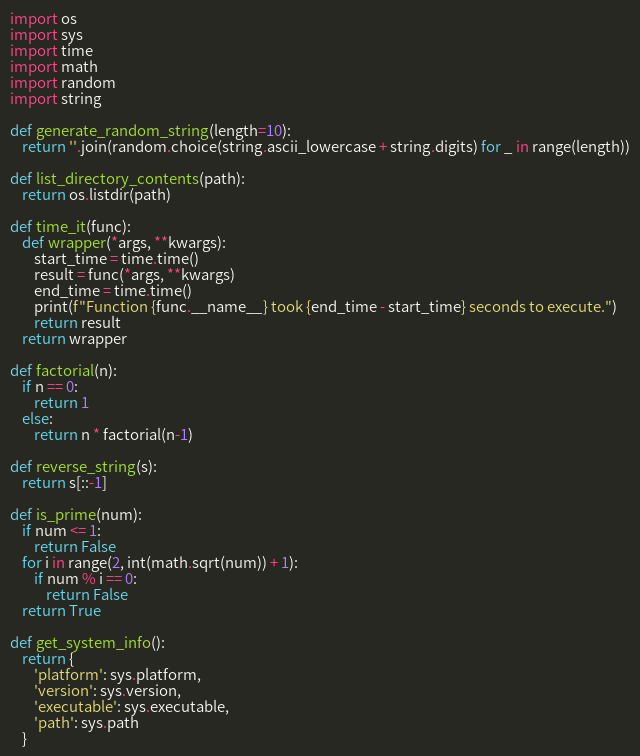 import os
import sys
import time
import math
import random
import string

def generate_random_string(length=10):
    return ''.join(random.choice(string.ascii_lowercase + string.digits) for _ in range(length))

def list_directory_contents(path):
    return os.listdir(path)

def time_it(func):
    def wrapper(*args, **kwargs):
        start_time = time.time()
        result = func(*args, **kwargs)
        end_time = time.time()
        print(f"Function {func.__name__} took {end_time - start_time} seconds to execute.")
        return result
    return wrapper

def factorial(n):
    if n == 0:
        return 1
    else:
        return n * factorial(n-1)

def reverse_string(s):
    return s[::-1]

def is_prime(num):
    if num <= 1:
        return False
    for i in range(2, int(math.sqrt(num)) + 1):
        if num % i == 0:
            return False
    return True

def get_system_info():
    return {
        'platform': sys.platform,
        'version': sys.version,
        'executable': sys.executable,
        'path': sys.path
    }